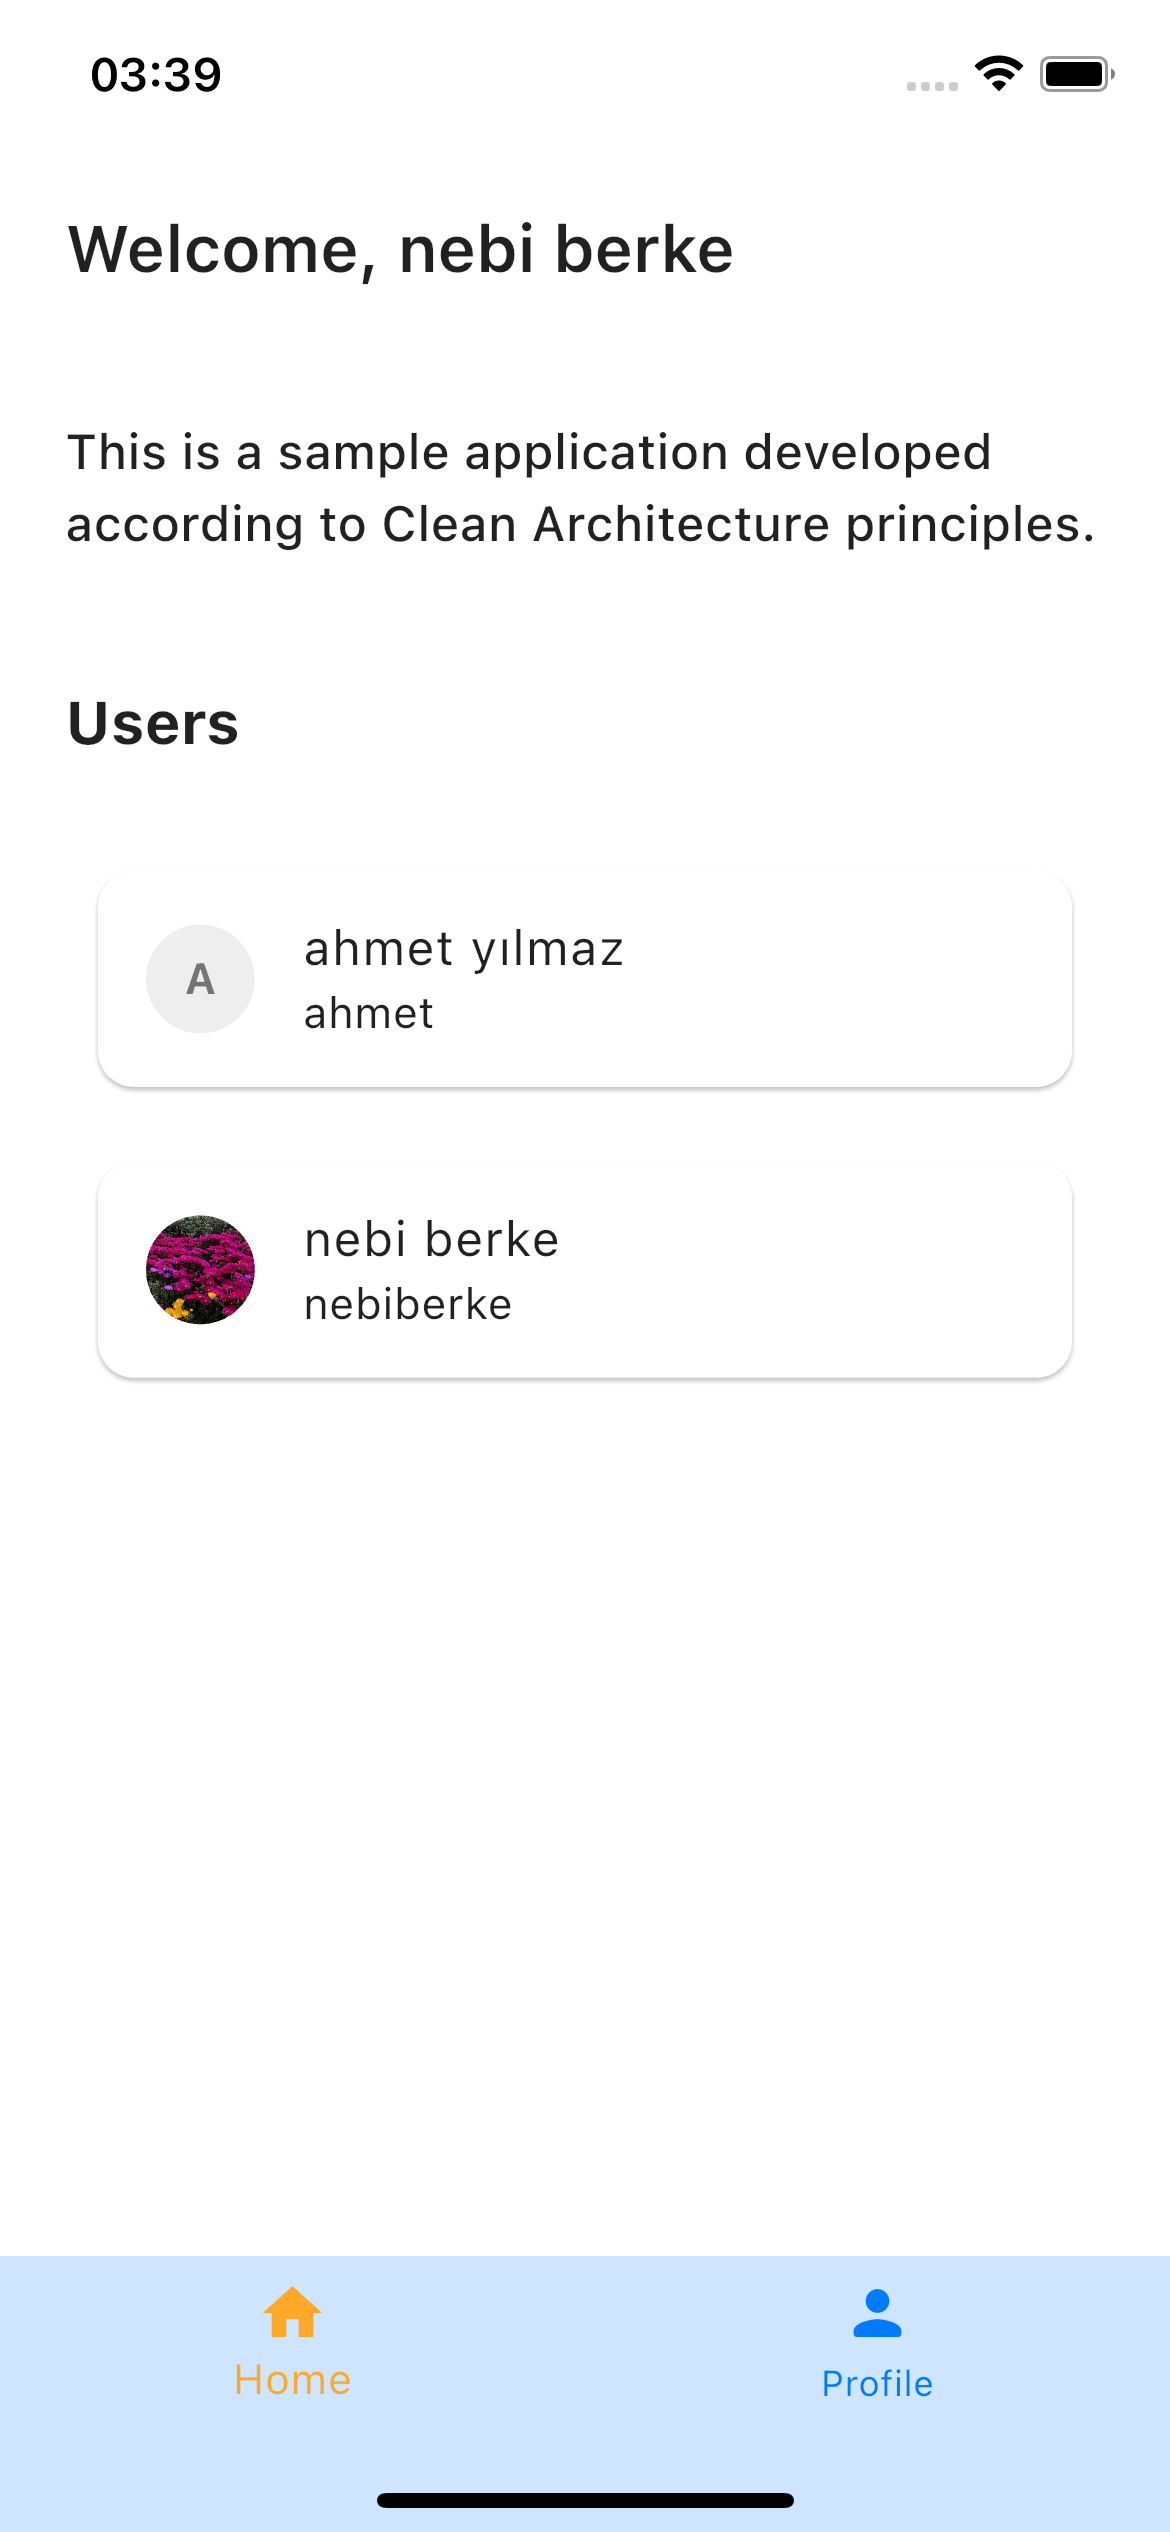 03:39
Welcome, nebi berke
This is a sample application developed
according to Clean Architecture principles.
Users
A
ahmet yılmaz
ahmet
nebi berke
nebiberke
Home
Profile